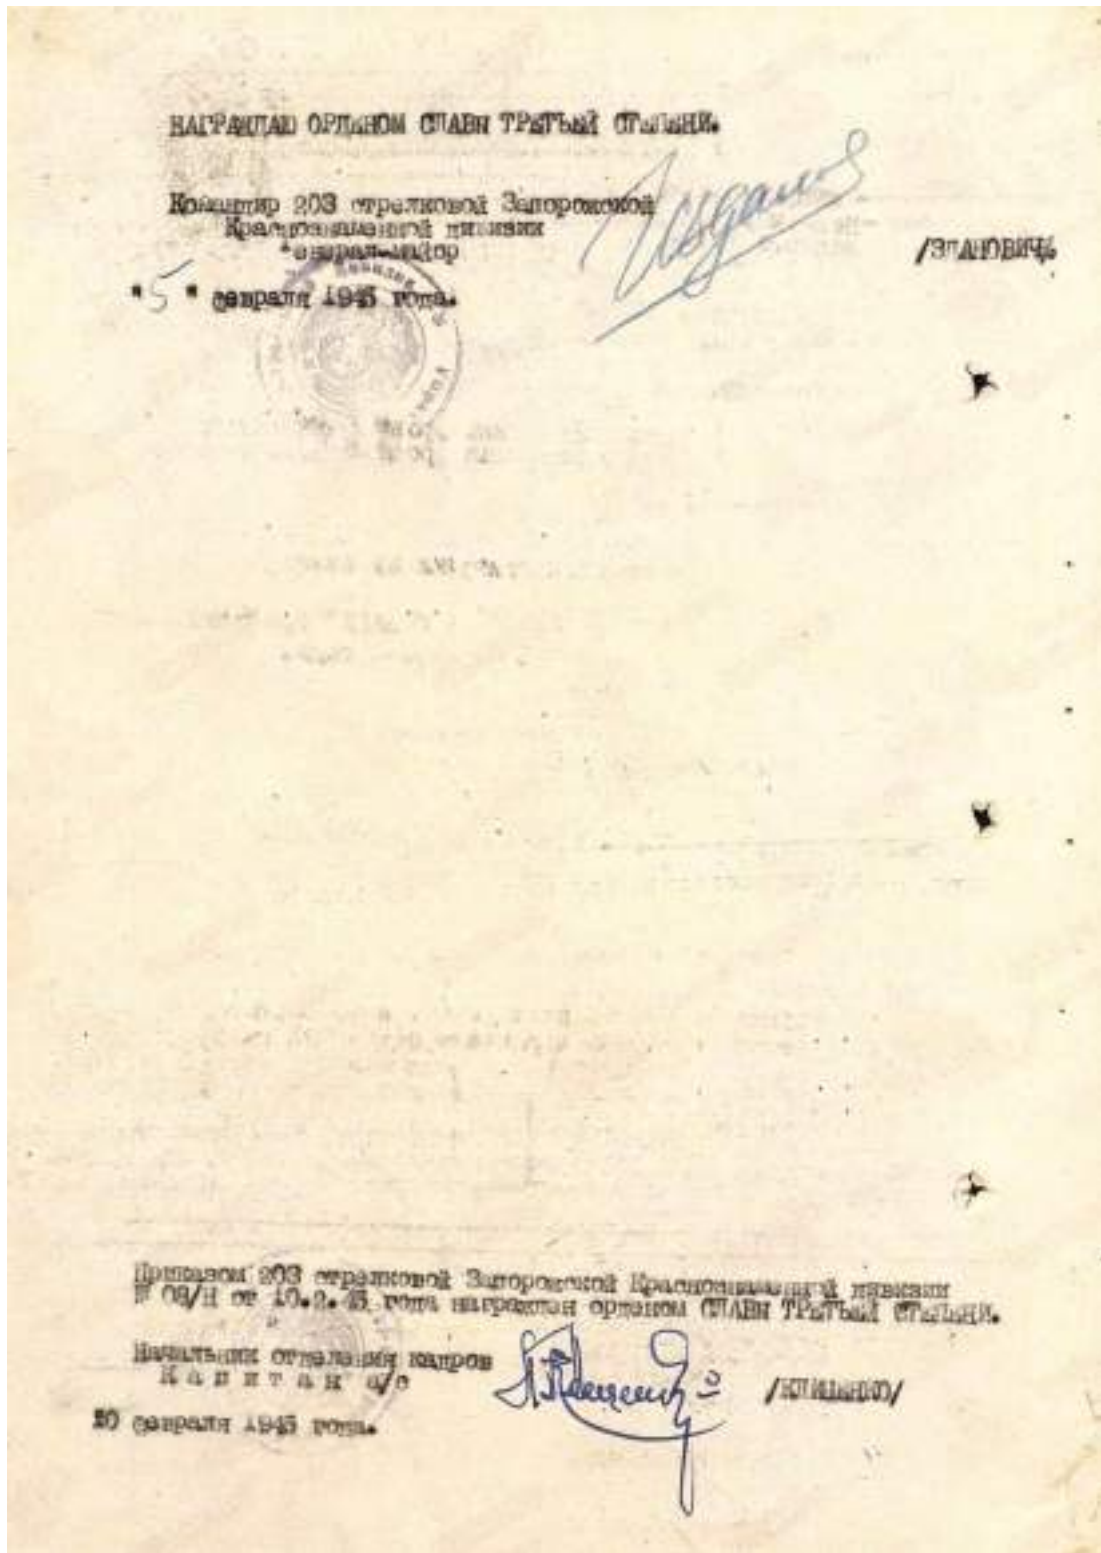 НАГРАЖДАЮ ОРДЕНОМ СЛАВЫ ТРЕТЬЕЙ СТЕПЕНИ.
Командир 203 стрелковой Запорожской
Краснознаменной дивизии
Генерал-майор
/ЗДАНОВИЧ/
"5" февраля 1945 года.
Приказом 203 стрелковой Запорожской Краснознаменной дивизии
№ 08/Н от 10.2.45 года награжден орденом СЛАВЫ ТРЕТЬЕЙ СТЕПЕНИ.
Начальник отделения кадров
Капитан а/с
/КЛИЩЕНКО/
20 февраля 1945 года.